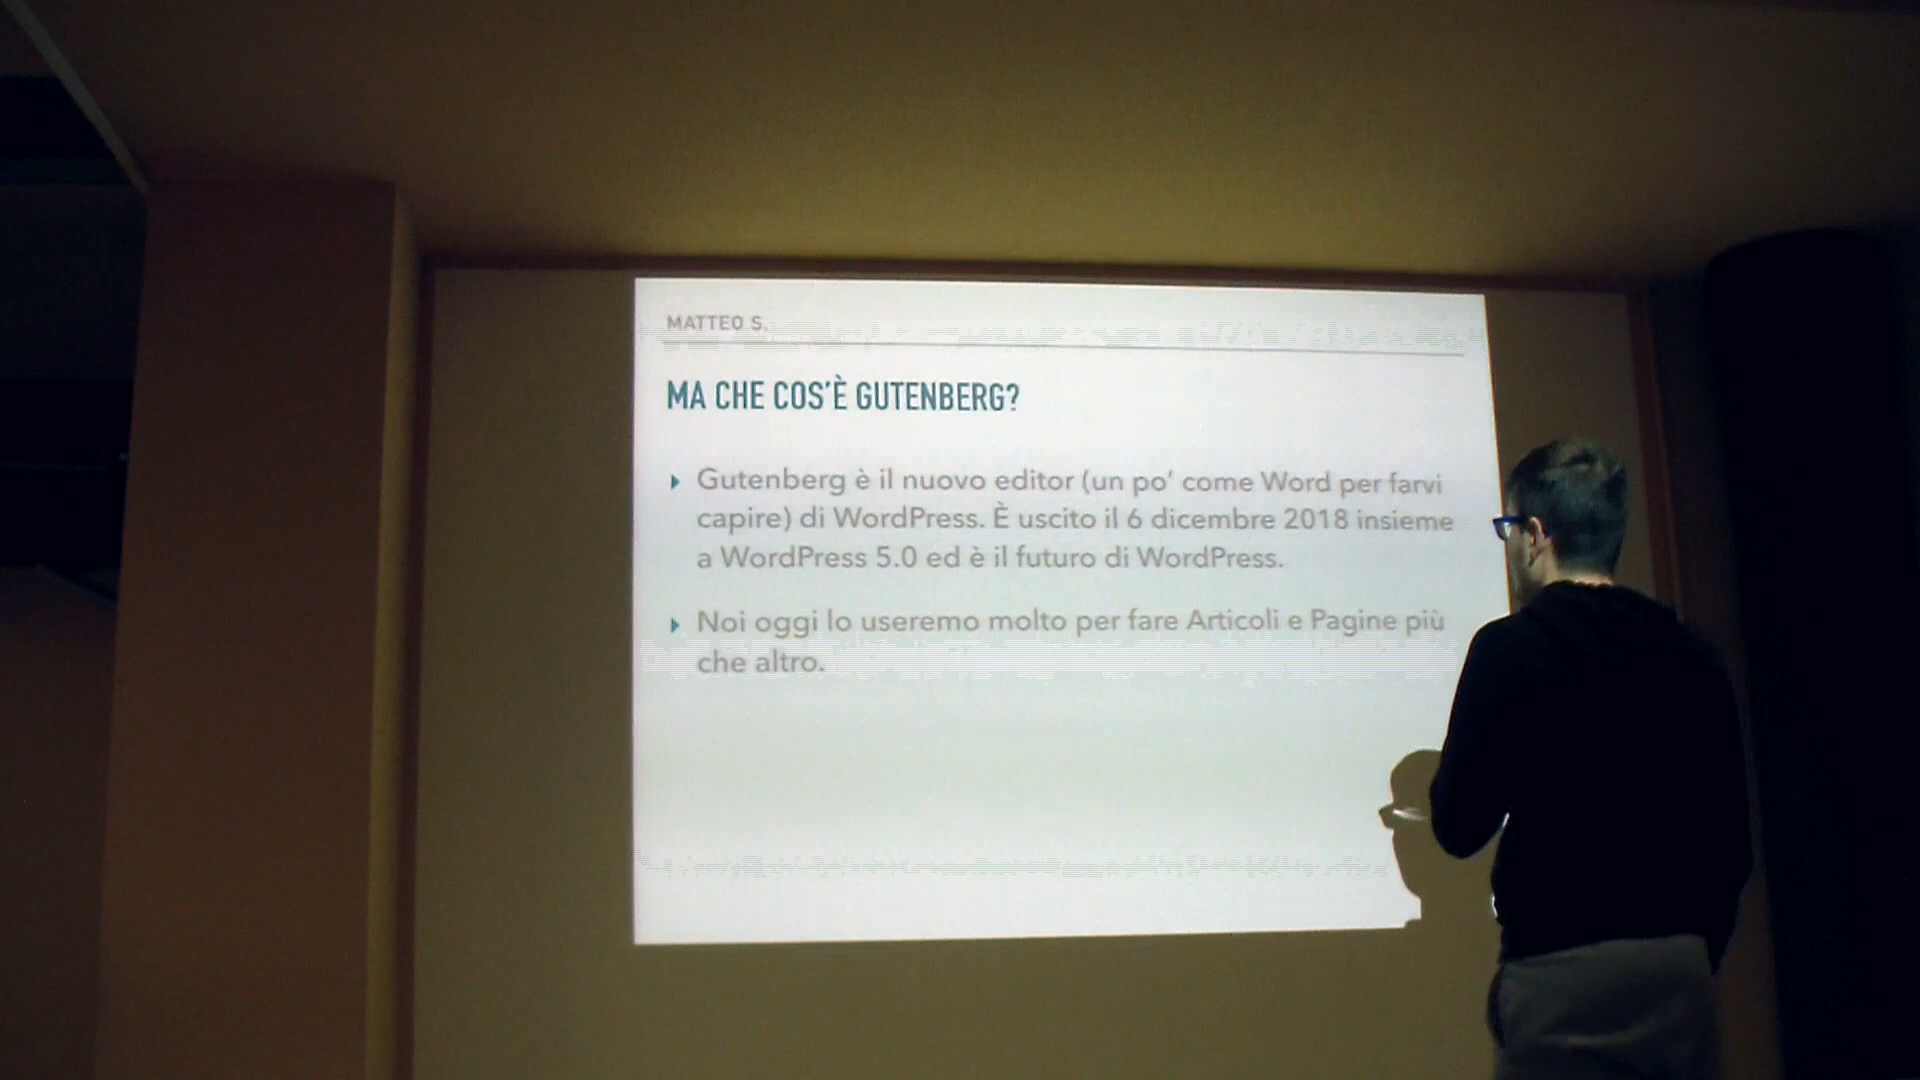 MATTEO S.
MA CHE COS'È GUTENBERG?
Gutenberg è il nuovo editor (un po' come Word per farvi
capire) di WordPress. È uscito il 6 dicembre 2018 insieme
a WordPress 5.0 ed è il futuro di WordPress.
Noi oggi lo useremo molto per fare Articoli e Pagine più
che altro.